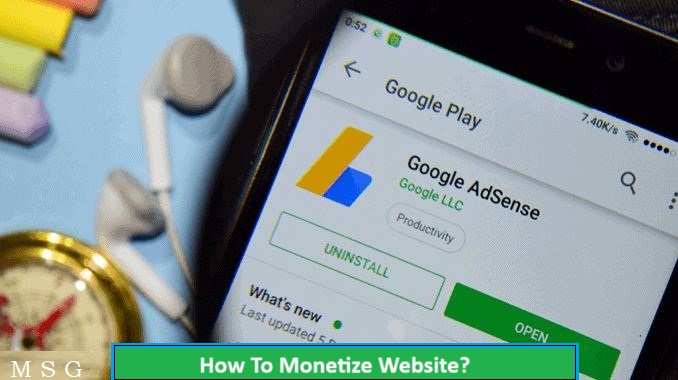 0:52
7.40K/s
Google Play
Google AdSense
Google LLC
Productivity
UNINSTALL
OPEN
What's new
Last updated 5
M S G
How To Monetize Website?